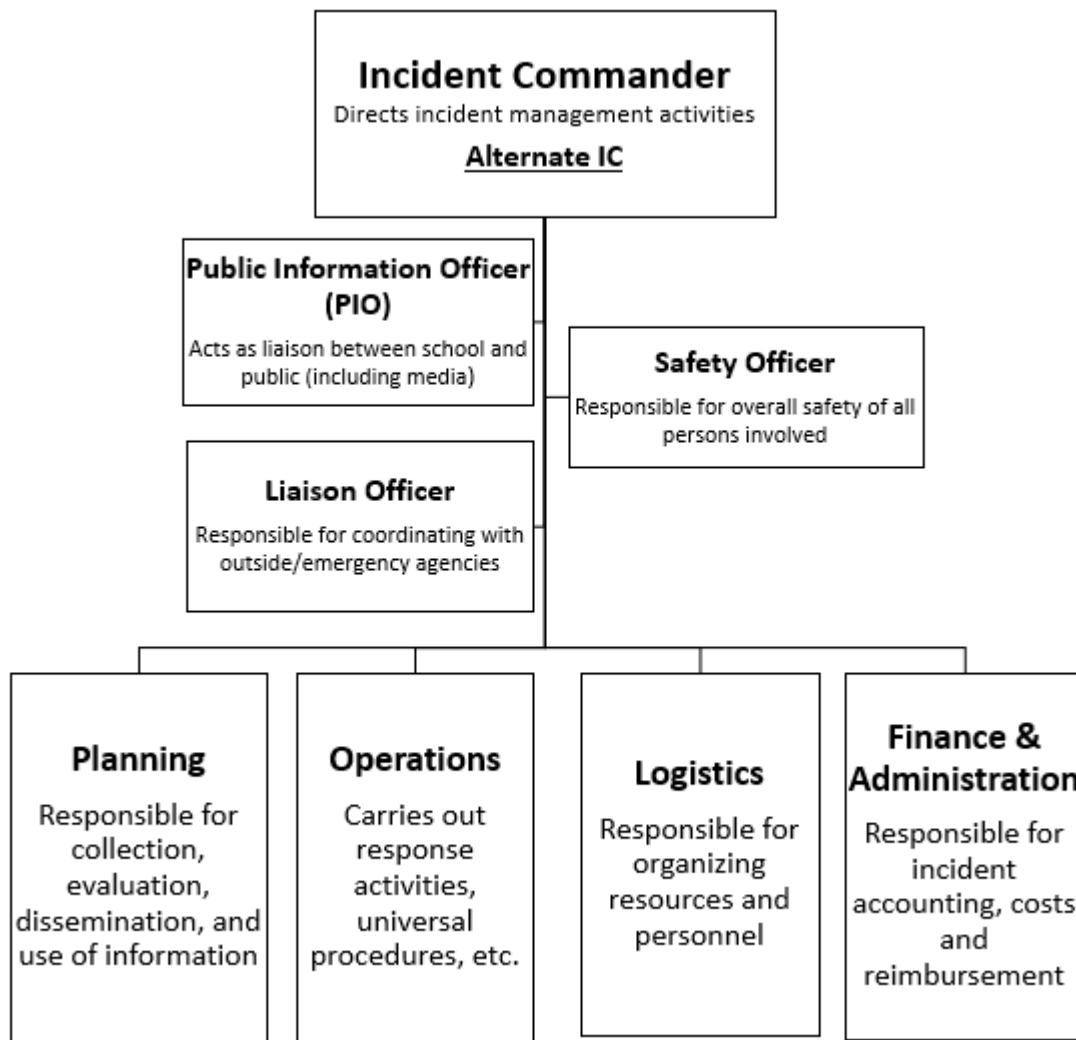 Incident Commander
Directs incident management activities
Alternate IC
Public Information Officer
(PIO)
Acts as liaison between school and
public (including media)
Safety Officer
Responsible for overall safety of all
persons involved
Liaison Officer
Responsible for coordinating with
outside/emergency agencies
Planning
Responsible for
collection,
evaluation,
dissemination, and
use of information
Operations
Carries out
response
activities,
universal
procedures, etc.
Logistics
Responsible for
organizing
resources and
personnel
Finance &
Administration
Responsible for
incident
accounting, costs
and
reimbursement